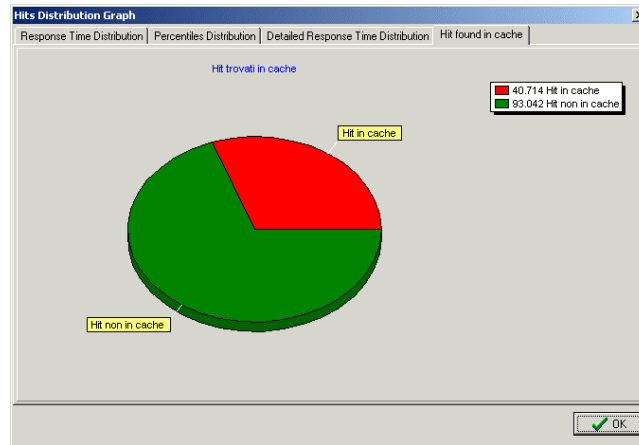 Hits Distribution Graph
Response Time Distribution
Percentiles Distribution
Detailed Response Time Distribution
Hit found in cache
Hit trovati in cache
40.714 Hit in cache
93.042 Hit non in cache
Hit in cache
Hit non in cache
OK